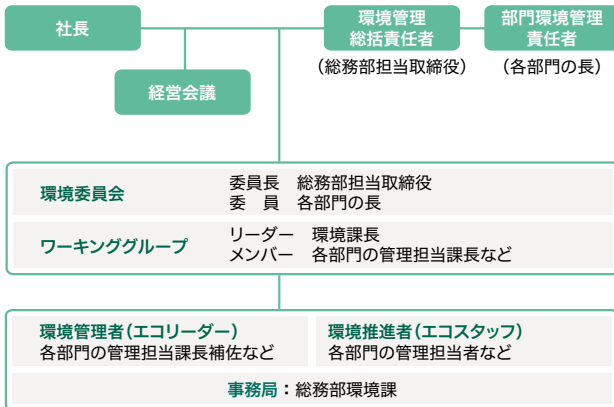 社長
環境管理
総括責任者
部門環境管理
責任者
（総務部担当取締役）
（各部門の長）
経営会議
環境委員会
委員長　総務部担当取締役
委　員　各部門の長
ワーキンググループ
リーダー　環境課長
メンバー　各部門の管理担当課長など
環境管理者（エコリーダー）
各部門の管理担当課長補佐など
環境推進者（エコスタッフ）
各部門の管理担当者など
事務局：総務部環境課